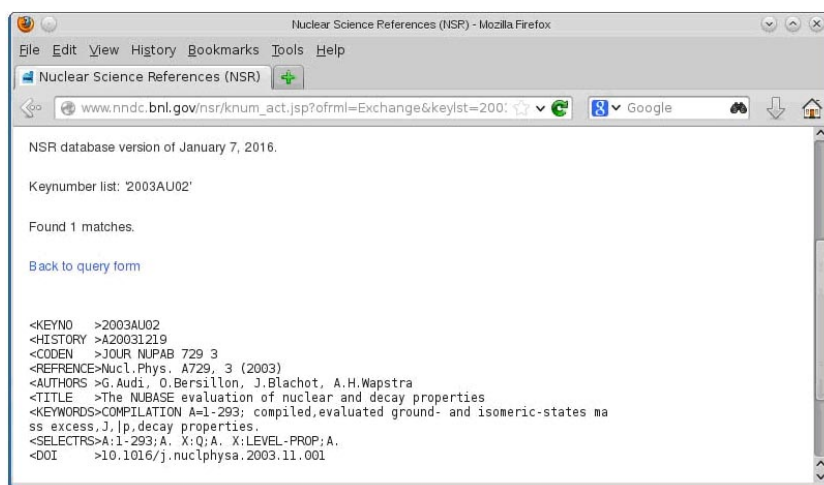 Nuclear Science References (NSR) - Mozilla Firefox
File Edit View History Bookmarks Tools Help
Nuclear Science References (NSR)
www.nndc.bnl.gov/nsr/knum_act.jsp?ofrml=Exchange&keylst=200:
Google
NSR database version of January 7, 2016.
Keynumber list: '2003AU02'
Found 1 matches.
Back to query form
<KEYNO >2003AU02
<HISTORY >A20031219
<CODEN >JOUR NUPAB 729 3
<REFRENCE>Nucl.Phys. A729, 3 (2003)
<AUTHORS >G.Audi, O.Bersillon, J.Blachot, A.H.Wapstra
<TITLE >The NUBASE evaluation of nuclear and decay properties
<KEYWORDS>COMPILATION A=1-293; compiled,evaluated ground- and isomeric-states ma
ss excess,J,|p,decay properties.
<SELECTRS>A:1-293;A. X:Q;A. X:LEVEL-PROP;A.
<DOI >10.1016/j.nuclphysa.2003.11.001